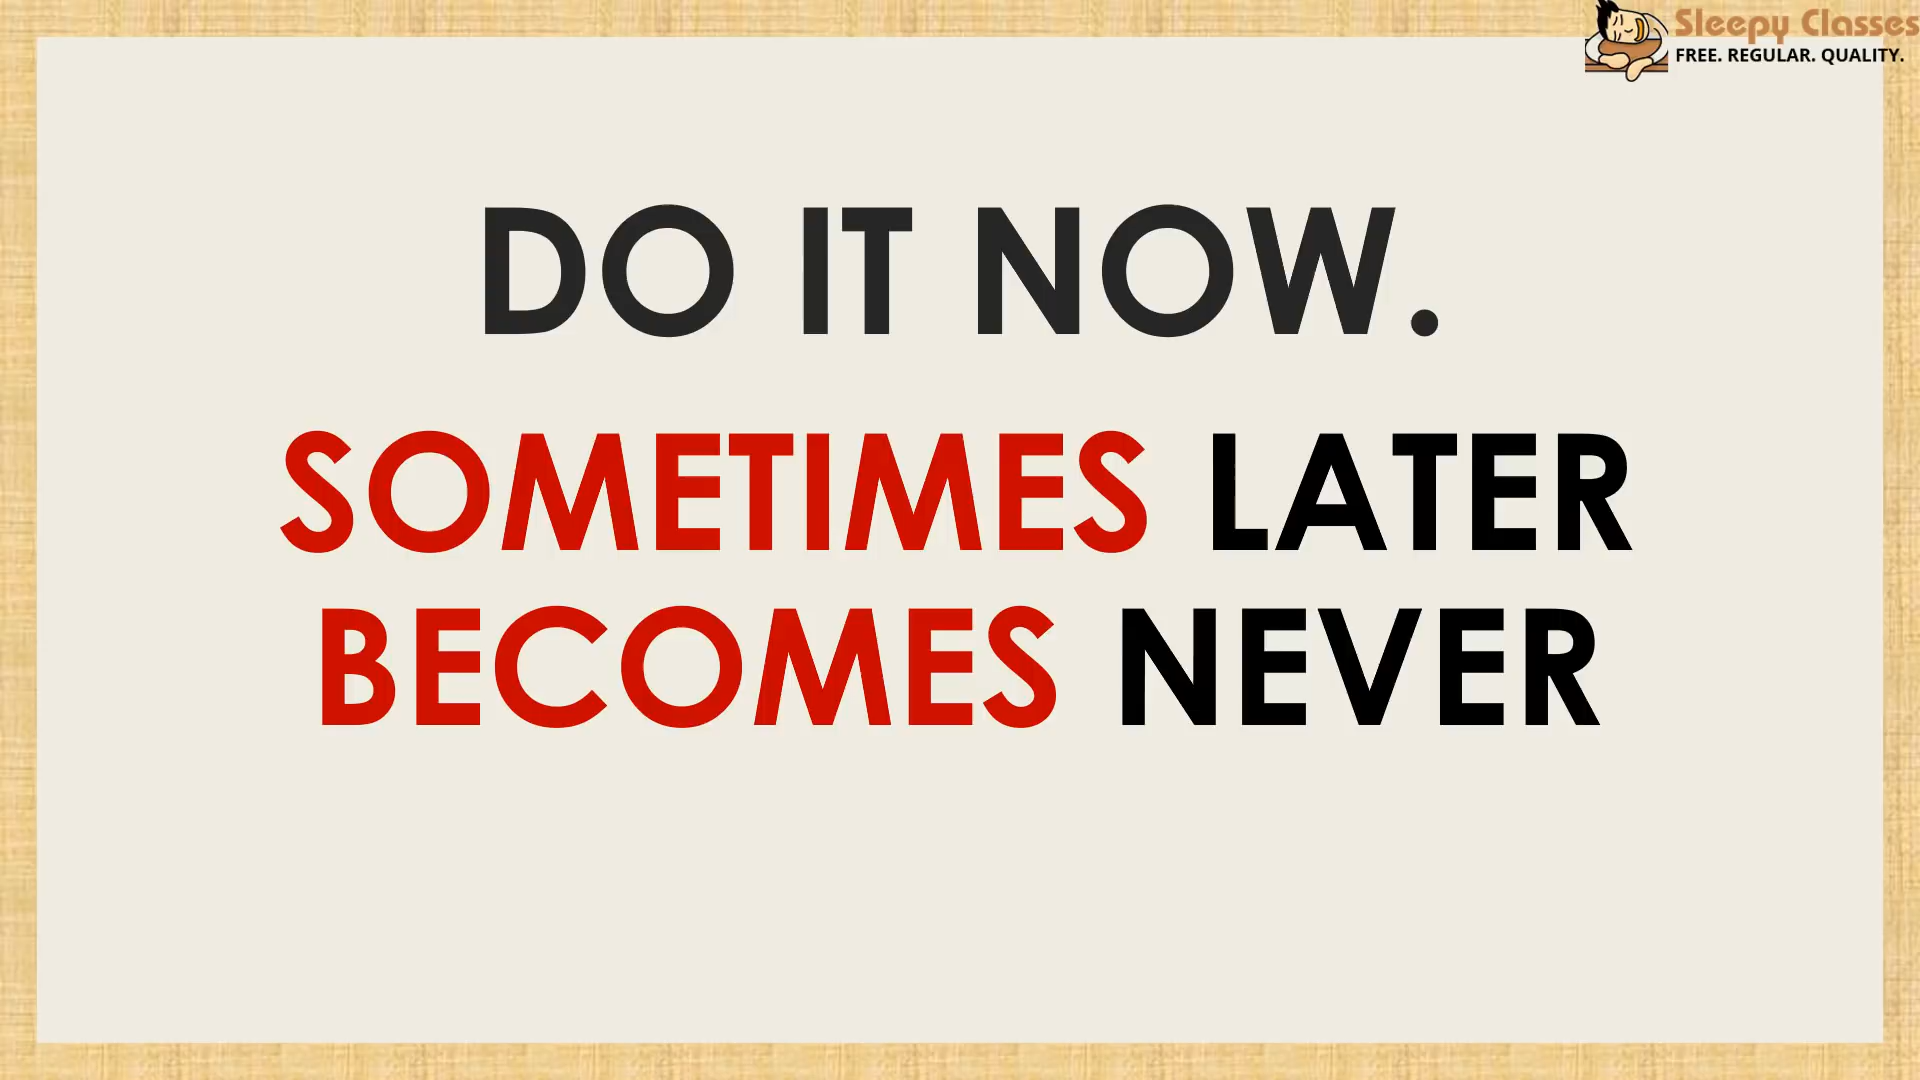 Sleepy Classes
FREE. REGULAR. QUALITY.
DO IT NOW.
SOMETIMES LATER
BECOMES NEVER